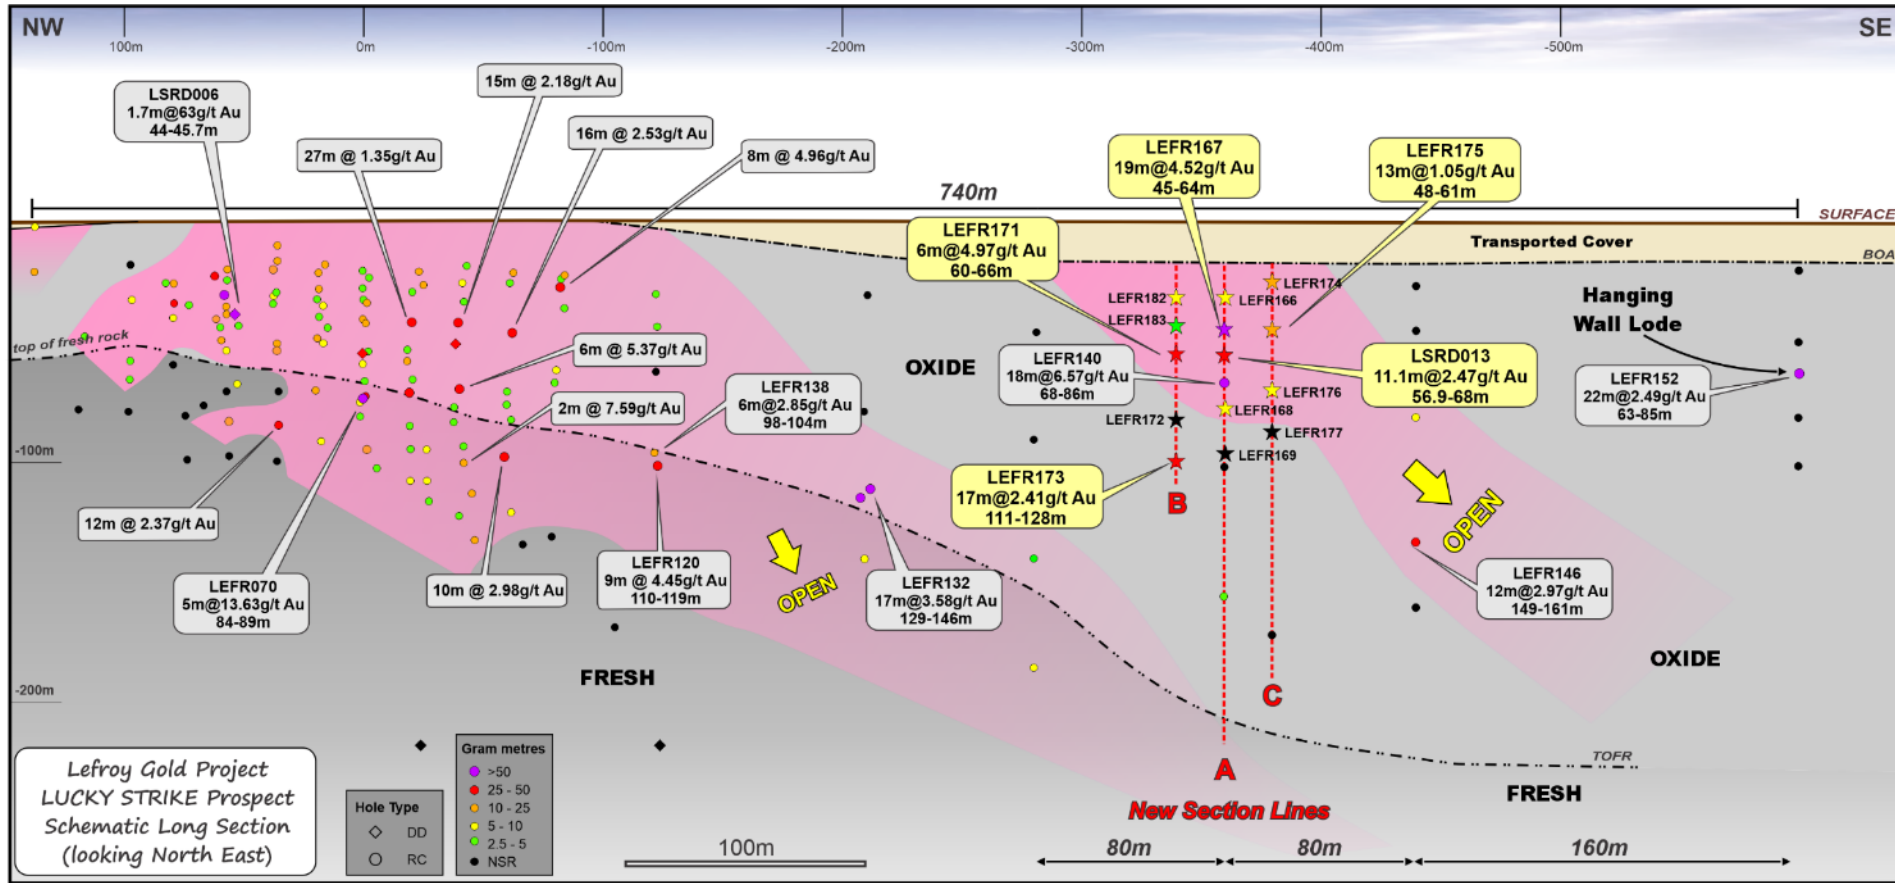 NW
SE
100m
0m
-100m
-200m
-300m
-400m
-500m
LSRD006
1.7m@63g/t Au
44-45.7m
27m @ 1.35g/t Au
15m @ 2.18g/t Au
16m @ 2.53g/t Au
8m @ 4.96g/t Au
LEFR167
19m@4.52g/t Au
45-64m
LEFR175
13m@1.05g/t Au
48-61m
740m
SURFACE
LEFR171
6m@4.97g/t Au
60-66m
Transported Cover
BOA
LEFR182
LEFR166
LEFR174
LEFR183
Hanging
Wall Lode
top of fresh rock
6m @ 5.37g/t Au
OXIDE
LEFR140
18m@6.57g/t Au
68-86m
LSRD013
11.1m@2.47g/t Au
56.9-68m
LEFR152
22m@2.49g/t Au
63-85m
LEFR138
6m@2.85g/t Au
98-104m
2m @ 7.59g/t Au
LEFR176
LEFR168
LEFR172
LEFR177
LEFR169
-100m
LEFR173
17m@2.41g/t Au
111-128m
B
OPEN
12m @ 2.37g/t Au
LEFR070
5m@13.63g/t Au
84-89m
10m @ 2.98g/t Au
LEFR120
9m @ 4.45g/t Au
110-119m
OPEN
LEFR132
17m@3.58g/t Au
129-146m
LEFR146
12m@2.97g/t Au
149-161m
FRESH
OXIDE
-200m
C
TOFR
A
FRESH
New Section Lines
Lefroy Gold Project
LUCKY STRIKE Prospect
Schematic Long Section
(looking North East)
Hole Type
DD
RC
Gram metres
>50
25 - 50
10 - 25
5 - 10
2.5 - 5
NSR
100m
80m
80m
160m